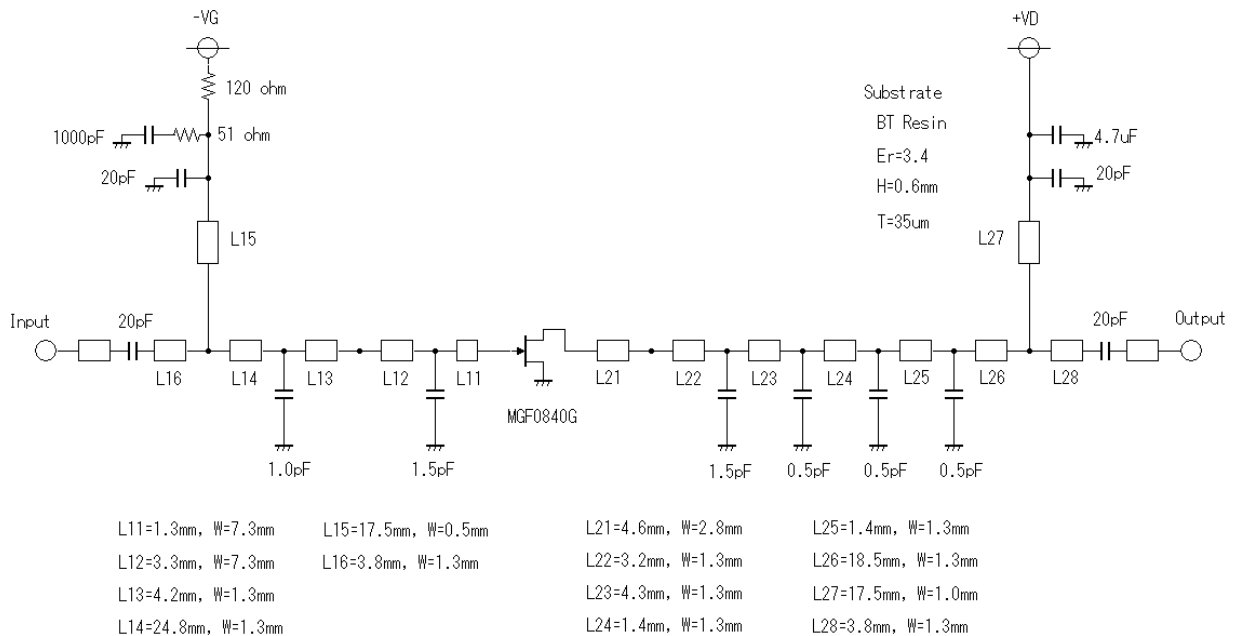 -VG
+VD
120 ohm
Substrate
1000pF
51 ohm
BT Resin
4.7uF
Er=3.4
20pF
H=0.6mm
20pF
T=35um
L15
L27
Input
20pF
20pF
Output
L16
L14
L13
L12
L11
L21
L22
L23
L24
L25
L26
L28
MGF0840G
1.0pF
1.5pF
1.5pF
0.5pF
0.5pF
0.5pF
L11=1.3mm, W=7.3mm
L12=3.3mm, W=7.3mm
L13=4.2mm, W=1.3mm
L14=24.8mm, W=1.3mm
L15=17.5mm, W=0.5mm
L16=3.8mm, W=1.3mm
L21=4.6mm, W=2.8mm
L22=3.2mm, W=1.3mm
L23=4.3mm, W=1.3mm
L24=1.4mm, W=1.3mm
L25=1.4mm, W=1.3mm
L26=18.5mm, W=1.3mm
L27=17.5mm, W=1.0mm
L28=3.8mm, W=1.3mm